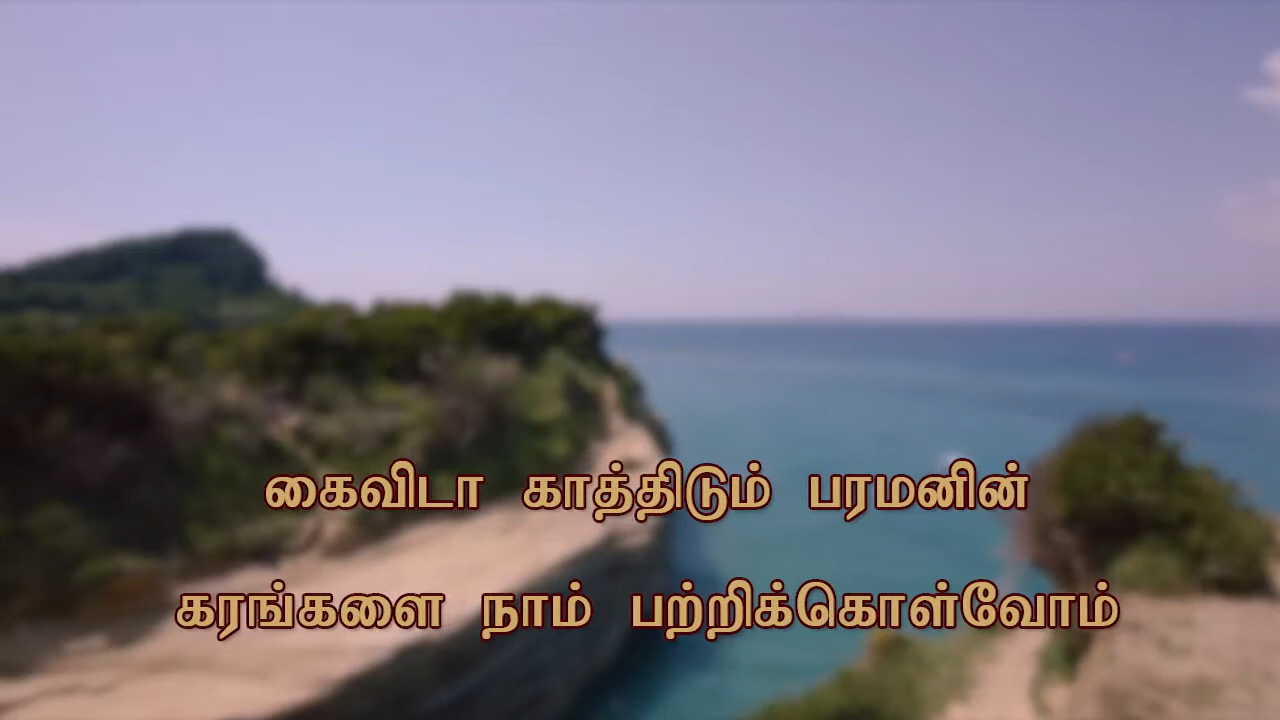 கைவிடா காத்திடும் பரமனின்
கரங்களை நாம் பற்றிக்கொள்வோம்